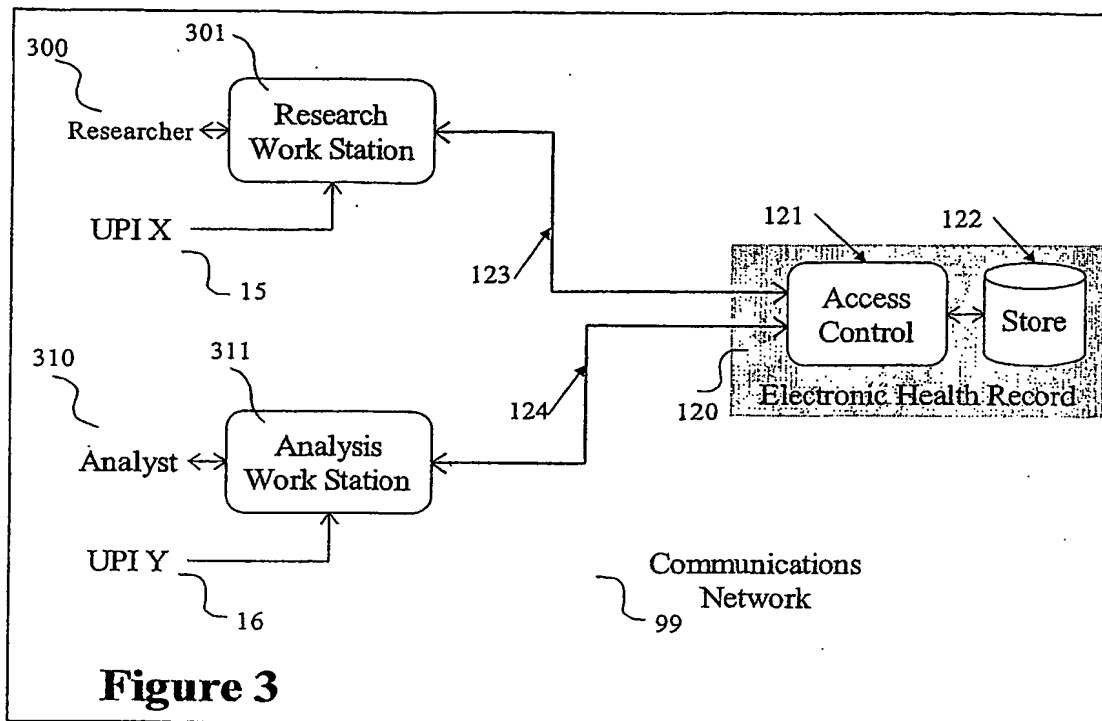 300
301
Researcher
Research
Work Station
UPI X
15
123
121
122
Access
Control
Store
120
Electronic Health Record
310
311
Analyst
Analysis
Work Station
124
UPI Y
16
Communications
Network
99
Figure 3